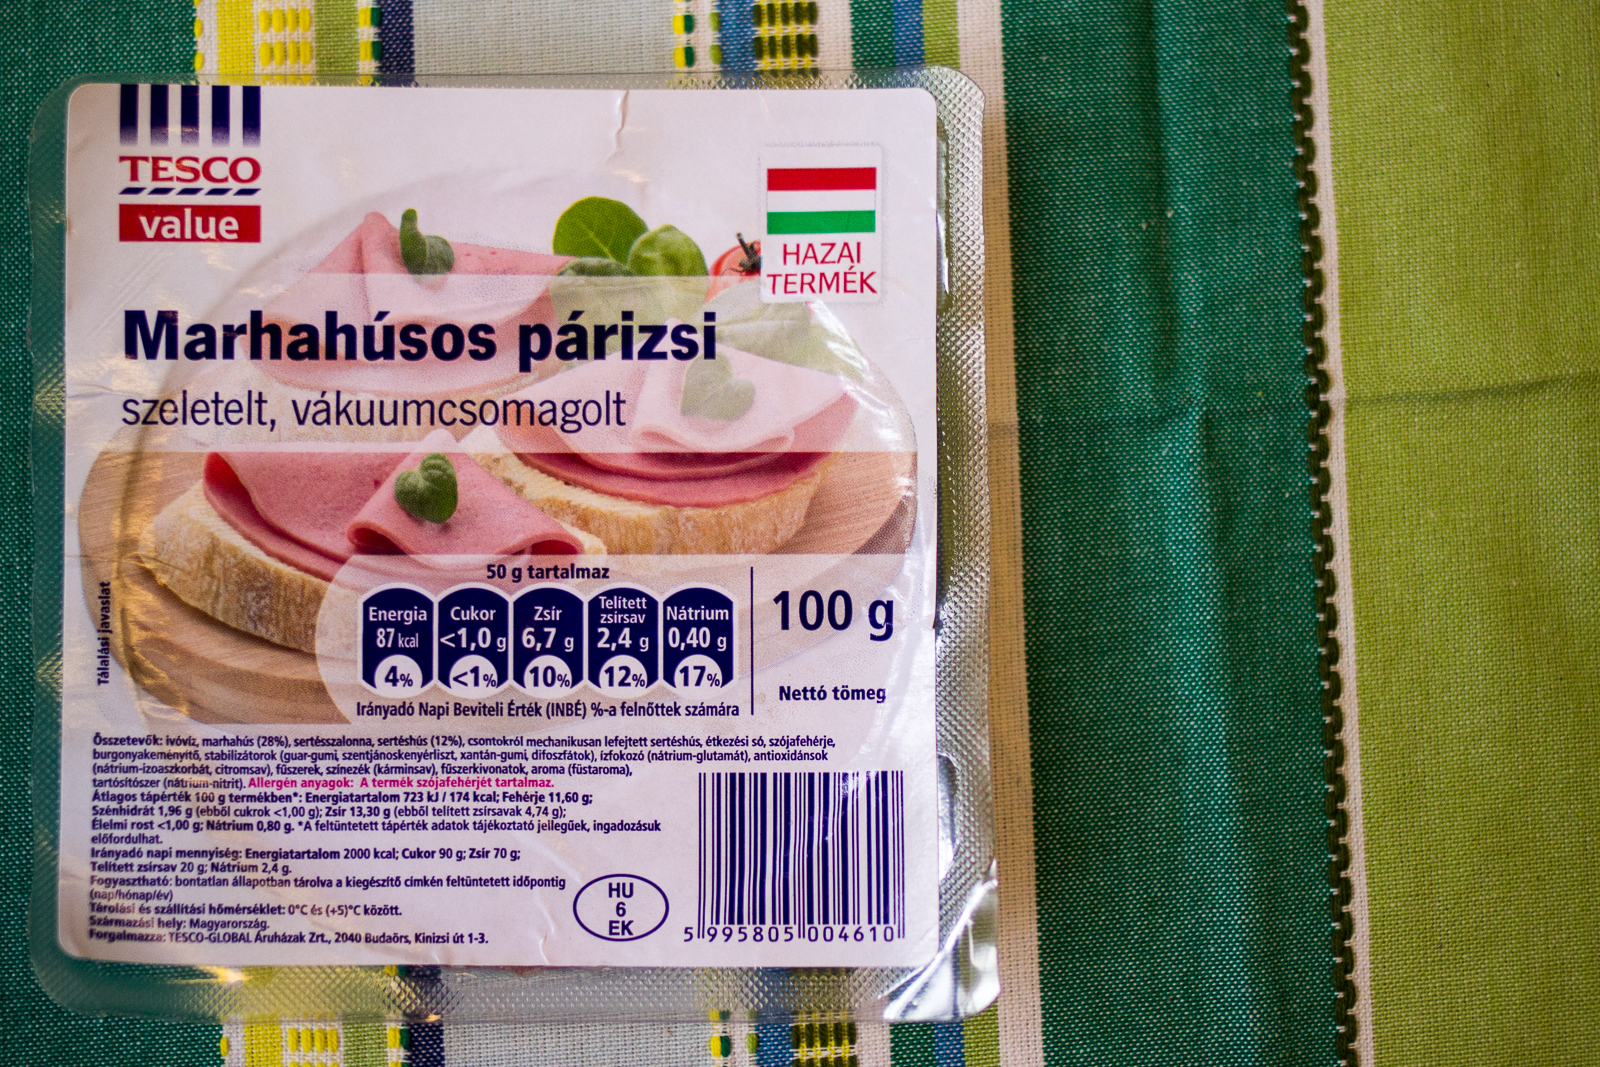 TESCO
value
HAZAI
TERMÉK
Marhahúsos párizsi
szeletelt, vákuumcsomagolt
Tálalási javaslat
50 g tartalmaz
Energia 87 kcal 4%
Cukor <1,0 g <1%
Zsír 6,7 g 10%
Telített zsírsav 2,4 g 12%
Nátrium 0,40 g 17%
Irányadó Napi Beviteli Érték (INBÉ) %-a felnőttek számára
100 g
Nettó tömeg
Összetevők: ivóvíz, marhahús (28%), sertésszalonna, sertéshús (12%), csontokról mechanikusan lefejtett sertéshús, étkezési só, szójafehérje,
burgonyakeményítő, stabilizátorok (guar-gumi, szentjánoskenyérliszt, xantán-gumi, difoszfátok), ízfokozó (nátrium-glutamát), antioxidánsok
(nátrium-izoaszkorbát, citromsav), fűszerek, színezék (kárminsav), fűszerkivonatok, aroma (füstaroma),
tartósítószer (nátrium-nitrit). Allergén anyagok: A termék szójafehérjét tartalmaz.
Átlagos tápérték 100 g termékben*: Energiatartalom 723 kJ / 174 kcal; Fehérje 11,60 g;
Szénhidrát 1,96 g (ebből cukrok <1,00 g); Zsír 13,30 g (ebből telített zsírsavak 4,74 g);
Élelmi rost <1,00 g; Nátrium 0,80 g. *A feltüntetett tápérték adatok tájékoztató jellegűek, ingadozásuk
előfordulhat.
Irányadó napi mennyiség: Energiatartalom 2000 kcal; Cukor 90 g; Zsír 70 g;
Telített zsírsav 20 g; Nátrium 2,4 g.
Fogyasztható: bontatlan állapotban tárolva a kiegészítő címkén feltüntetett időpontig
(nap/hónap/év)
Tárolási és szállítási hőmérséklet: 0°C és (+5)°C között.
Származási hely: Magyarország.
Forgalmazza: TESCO-GLOBAL Áruházak Zrt., 2040 Budaörs, Kinizsi út 1-3.
HU
6
EK
5 995805 004610